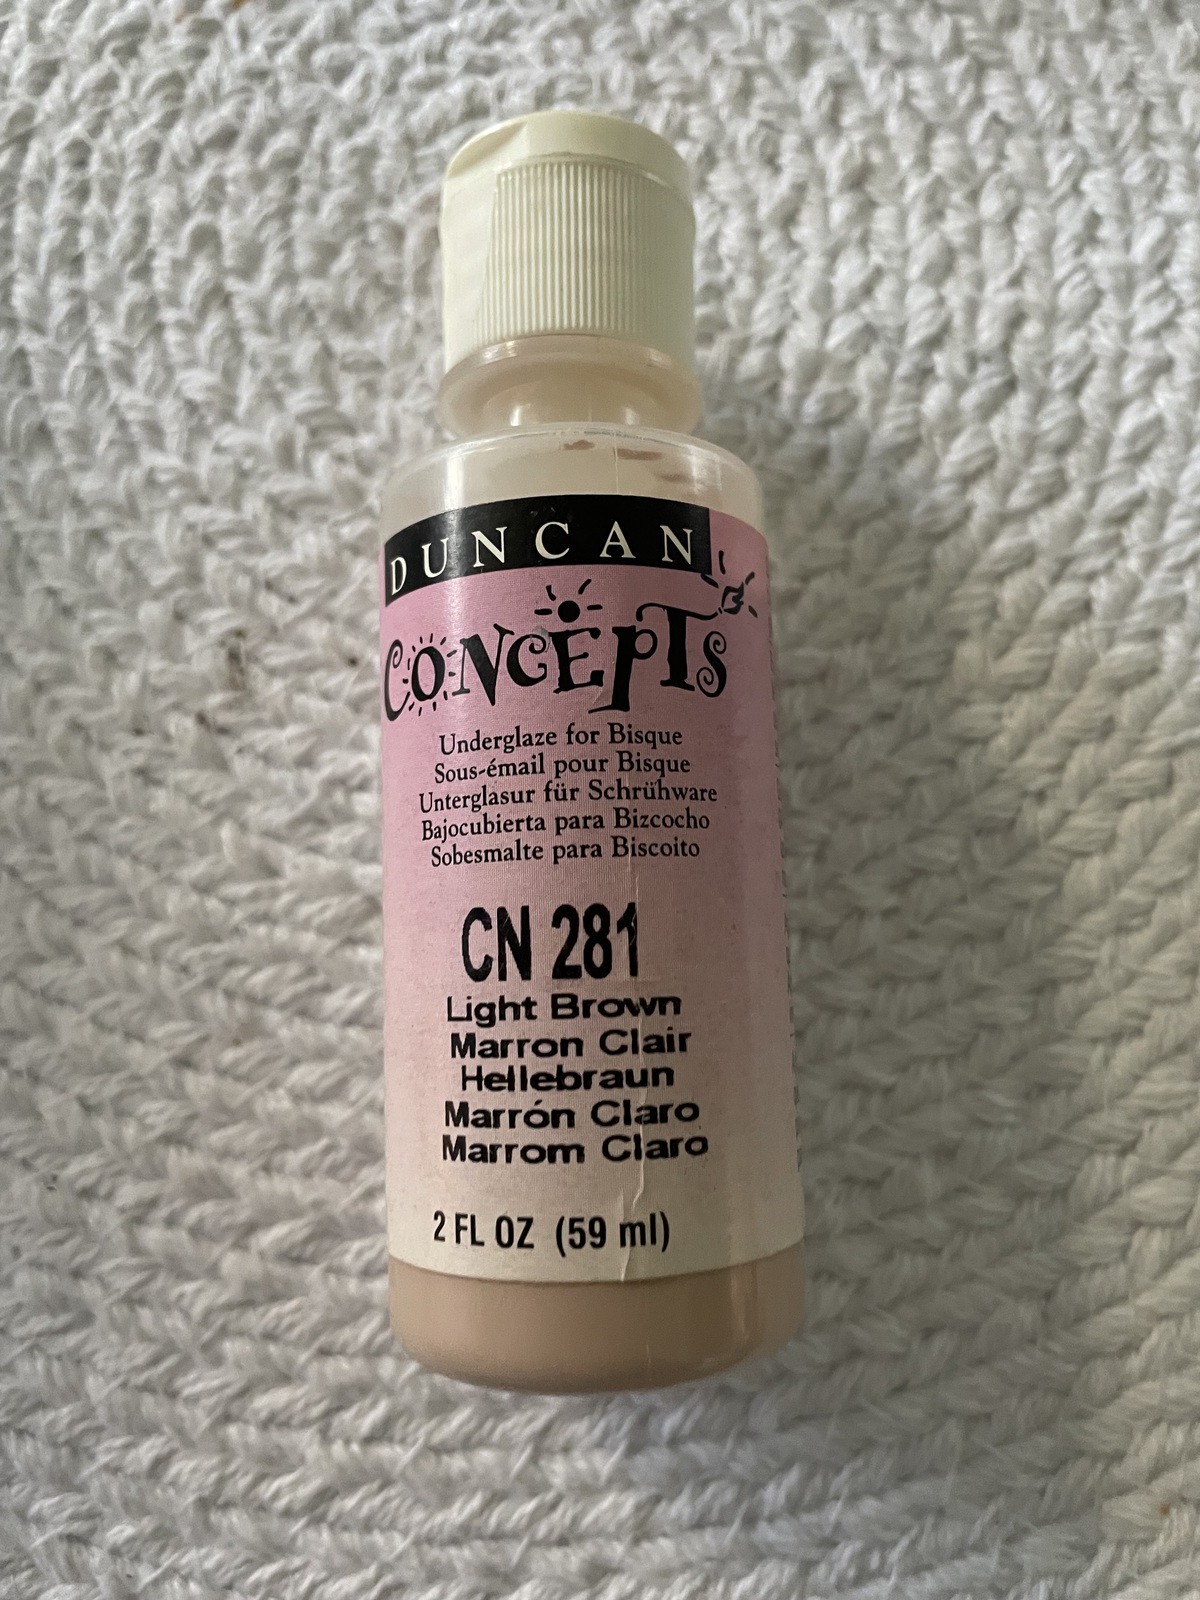 DUNCAN
CONCEPTS
Underglaze for Bisque
Sous-émail pour Bisque
Unterglasur für Schrühware
Bajocubierta para Bizcocho
Sobesmalte para Biscoito
CN 281
Light Brown
Marron Clair
Hellebraun
Marrón Claro
Marrom Claro
2 FL OZ (59 ml)